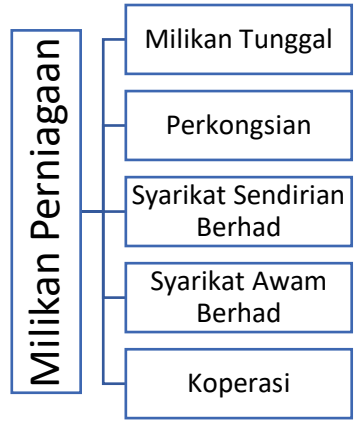 Milikan Perniagaan
Milikan Tunggal
Perkongsian
Syarikat Sendirian
Berhad
Syarikat Awam
Berhad
Koperasi